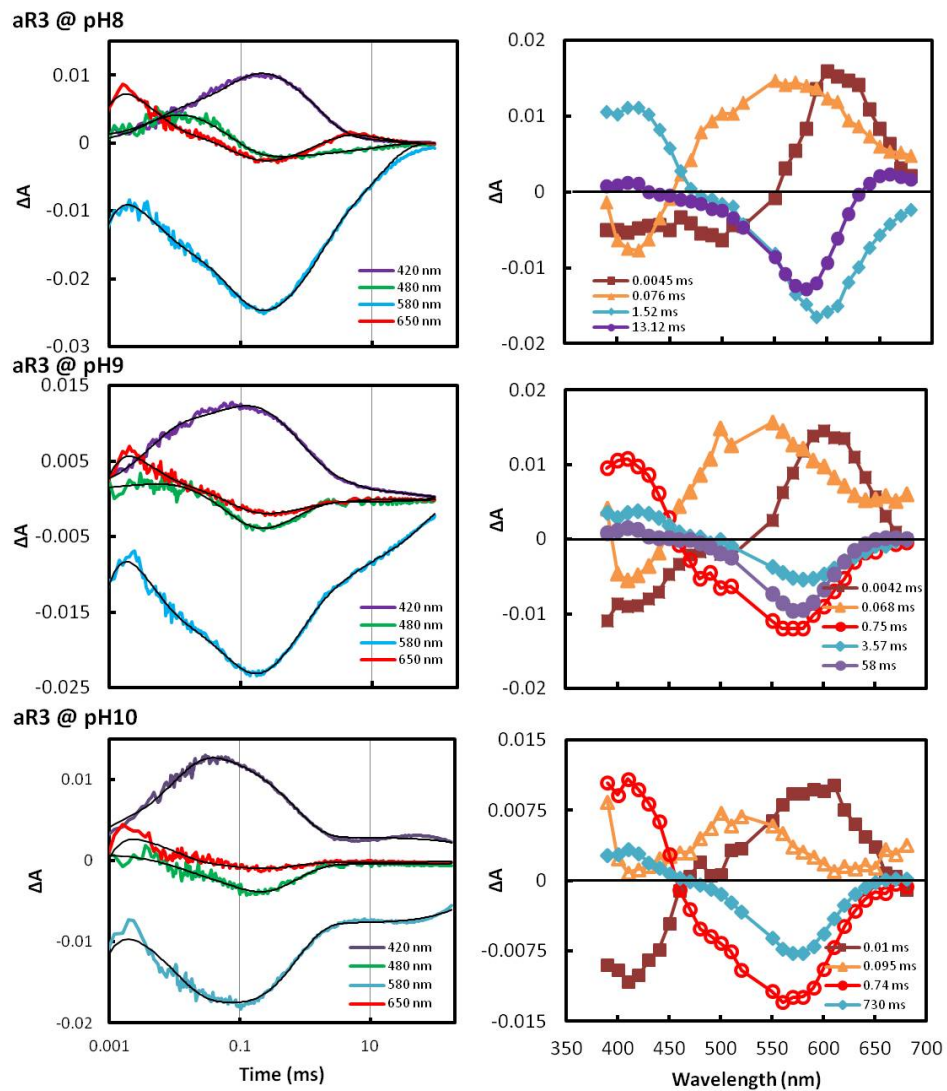 aR3 @ pH8
0.01
0
-0.01
-0.02
-0.03
ΔA
420 nm
480 nm
580 nm
650 nm
0.02
0.01
0
-0.01
-0.02
ΔA
0.0045 ms
0.076 ms
1.52 ms
13.12 ms
aR3 @ pH9
0.015
0.005
-0.005
-0.015
-0.025
ΔA
420 nm
480 nm
580 nm
650 nm
0.02
0.01
0
-0.01
-0.02
ΔA
0.0042 ms
0.068 ms
0.75 ms
3.57 ms
58 ms
aR3 @ pH10
0.01
0
-0.01
-0.02
ΔA
420 nm
480 nm
580 nm
650 nm
0.001 0.1 10
Time (ms)
0.015
0.0075
0
-0.0075
-0.015
ΔA
0.01 ms
0.095 ms
0.74 ms
730 ms
350 400 450 500 550 600 650 700
Wavelength (nm)